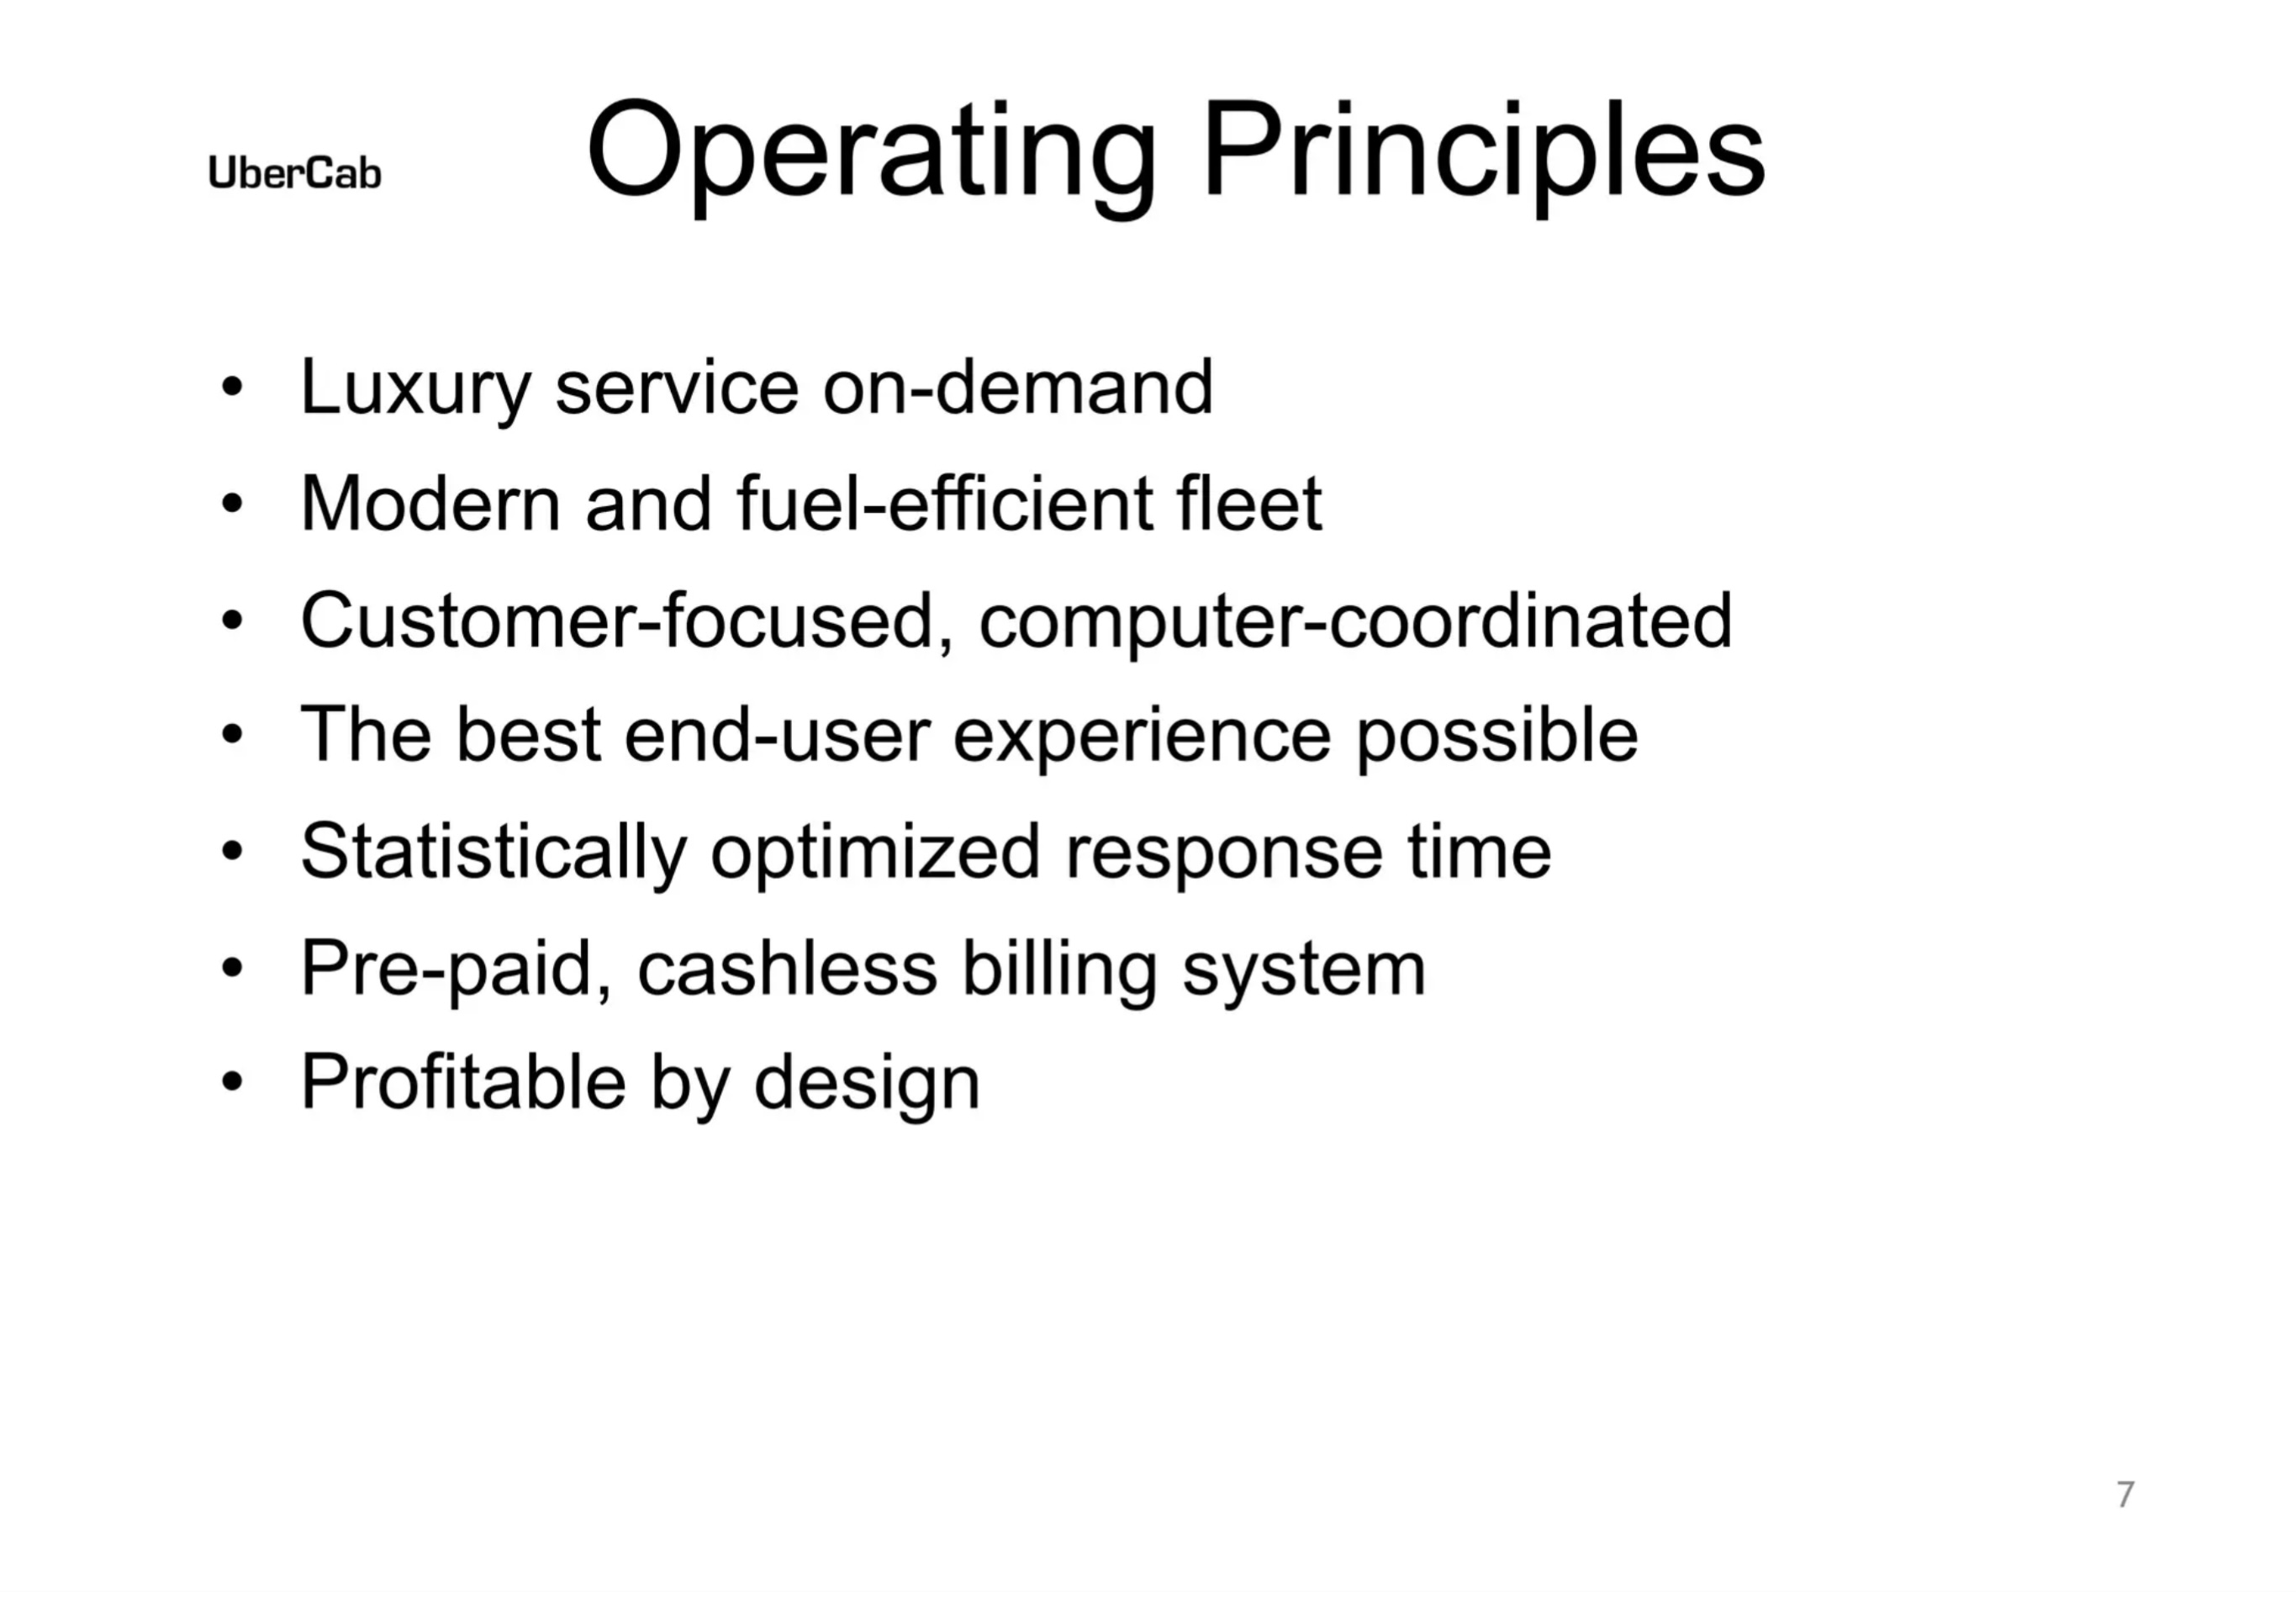 UberCab
Operating Principles
• Luxury service on-demand
• Modern and fuel-efficient fleet
• Customer-focused, computer-coordinated
• The best end-user experience possible
• Statistically optimized response time
• Pre-paid, cashless billing system
• Profitable by design
7